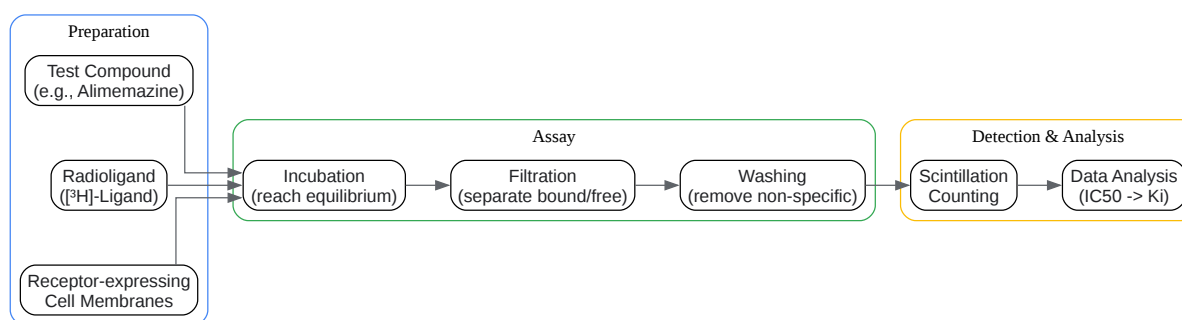 Preparation
Test Compound
(e.g., Alimemazine)
Radioligand
([³H]-Ligand)
Receptor-expressing
Cell Membranes
Assay
Incubation
(reach equilibrium)
Filtration
(separate bound/free)
Washing
(remove non-specific)
Detection & Analysis
Scintillation
Counting
Data Analysis
(IC50 -> Ki)